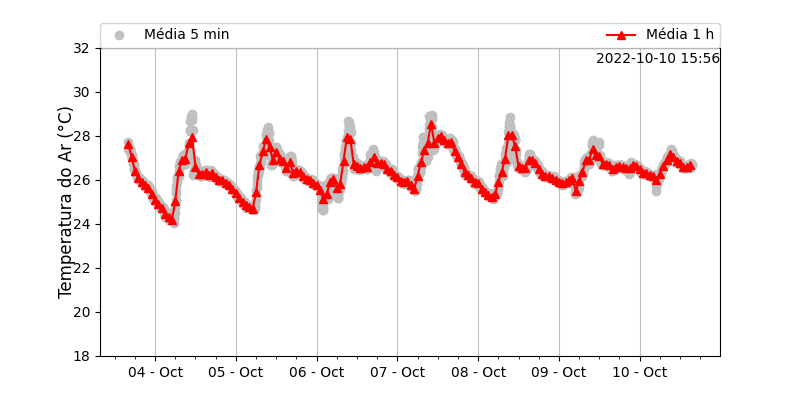 Média 5 min
Média 1 h
2022-10-10 15:56
Temperatura do Ar (°C)
32
30
28
26
24
22
20
18
04 - Oct
05 - Oct
06 - Oct
07 - Oct
08 - Oct
09 - Oct
10 - Oct